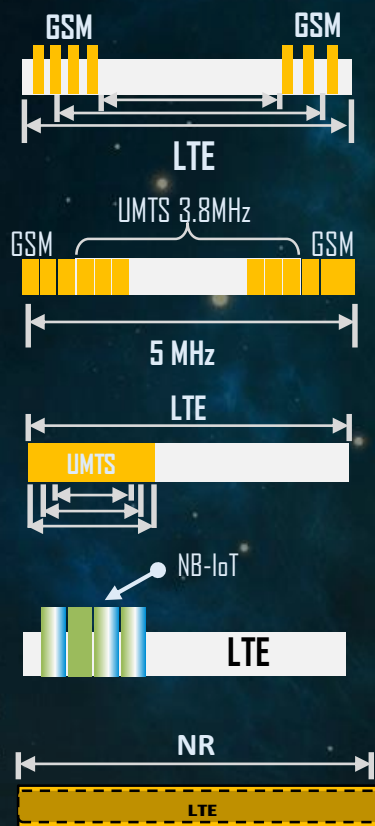 GSM GSM
LTE
UMTS 3.8MHz
GSM GSM
5 MHz
LTE
UMTS
NB-IoT
LTE
NR
LTE